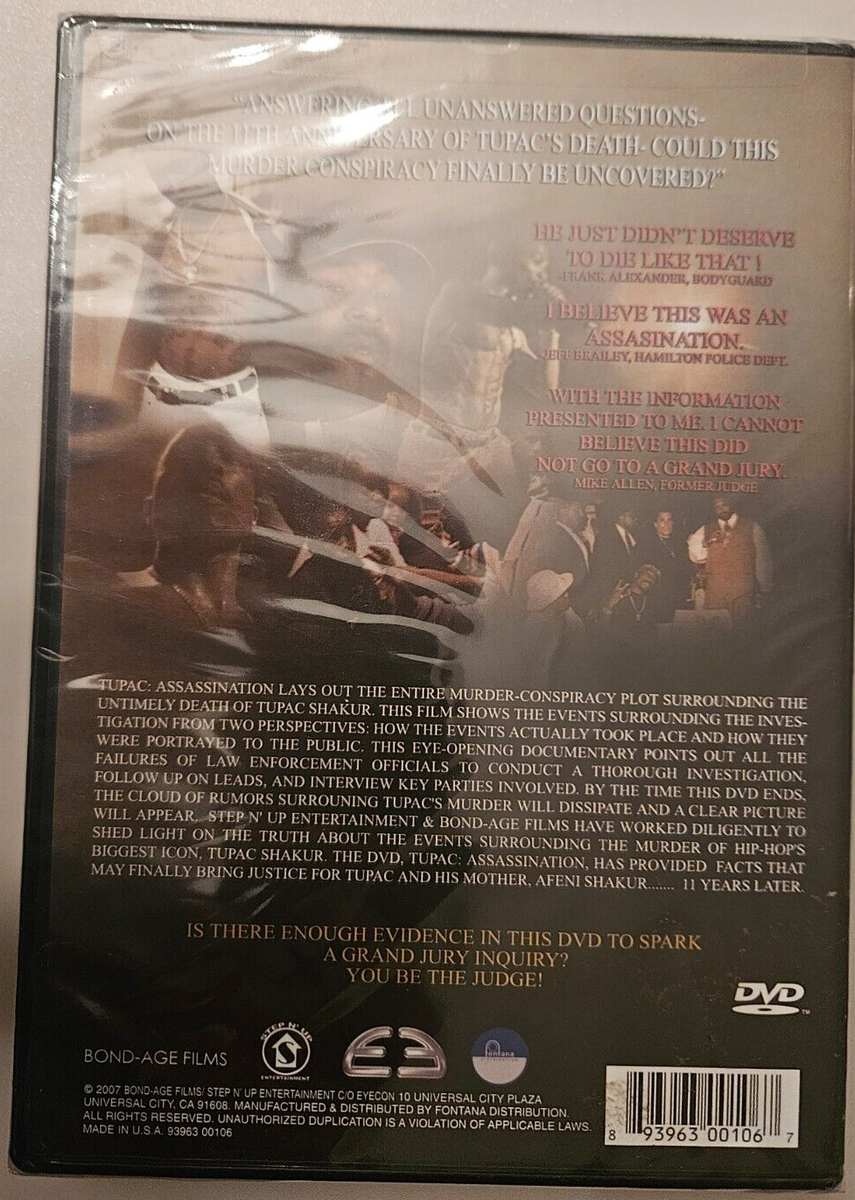 "ANSWERING ALL UNANSWERED QUESTIONS-
ON THE 11TH ANNIVERSARY OF TUPAC'S DEATH- COULD THIS
MURDER CONSPIRACY FINALLY BE UNCOVERED?"
HE JUST DIDN'T DESERVE
TO DIE LIKE THAT !
-FRANK ALEXANDER, BODYGUARD
I BELIEVE THIS WAS AN
ASSASINATION.
-JEFF BRAILEY, HAMILTON POLICE DEPT.
WITH THE INFORMATION
PRESENTED TO ME. I CANNOT
BELIEVE THIS DID
NOT GO TO A GRAND JURY.
MIKE ALLEN, FORMER JUDGE
TUPAC: ASSASSINATION LAYS OUT THE ENTIRE MURDER-CONSPIRACY PLOT SURROUNDING THE
UNTIMELY DEATH OF TUPAC SHAKUR. THIS FILM SHOWS THE EVENTS SURROUNDING THE INVES-
TIGATION FROM TWO PERSPECTIVES: HOW THE EVENTS ACTUALLY TOOK PLACE AND HOW THEY
WERE PORTRAYED TO THE PUBLIC. THIS EYE-OPENING DOCUMENTARY POINTS OUT ALL THE
FAILURES OF LAW ENFORCEMENT OFFICIALS TO CONDUCT A THOROUGH INVESTIGATION,
FOLLOW UP ON LEADS, AND INTERVIEW KEY PARTIES INVOLVED. BY THE TIME THIS DVD ENDS,
THE CLOUD OF RUMORS SURROUNING TUPAC'S MURDER WILL DISSIPATE AND A CLEAR PICTURE
WILL APPEAR. STEP N' UP ENTERTAINMENT & BOND-AGE FILMS HAVE WORKED DILIGENTLY TO
SHED LIGHT ON THE TRUTH ABOUT THE EVENTS SURROUNDING THE MURDER OF HIP-HOP'S
BIGGEST ICON, TUPAC SHAKUR. THE DVD, TUPAC: ASSASSINATION, HAS PROVIDED FACTS THAT
MAY FINALLY BRING JUSTICE FOR TUPAC AND HIS MOTHER, AFENI SHAKUR....... 11 YEARS LATER.
IS THERE ENOUGH EVIDENCE IN THIS DVD TO SPARK
A GRAND JURY INQUIRY?
YOU BE THE JUDGE!
DVD™
BOND-AGE FILMS
STEP N' UP
ENTERTAINMENT
fontana
DISTRIBUTION
© 2007 BOND-AGE FILMS/ STEP N' UP ENTERTAINMENT C/O EYECON 10 UNIVERSAL CITY PLAZA
UNIVERSAL CITY, CA 91608. MANUFACTURED & DISTRIBUTED BY FONTANA DISTRIBUTION.
ALL RIGHTS RESERVED. UNAUTHORIZED DUPLICATION IS A VIOLATION OF APPLICABLE LAWS.
MADE IN U.S.A. 93963 00106
8 93963 00106 7